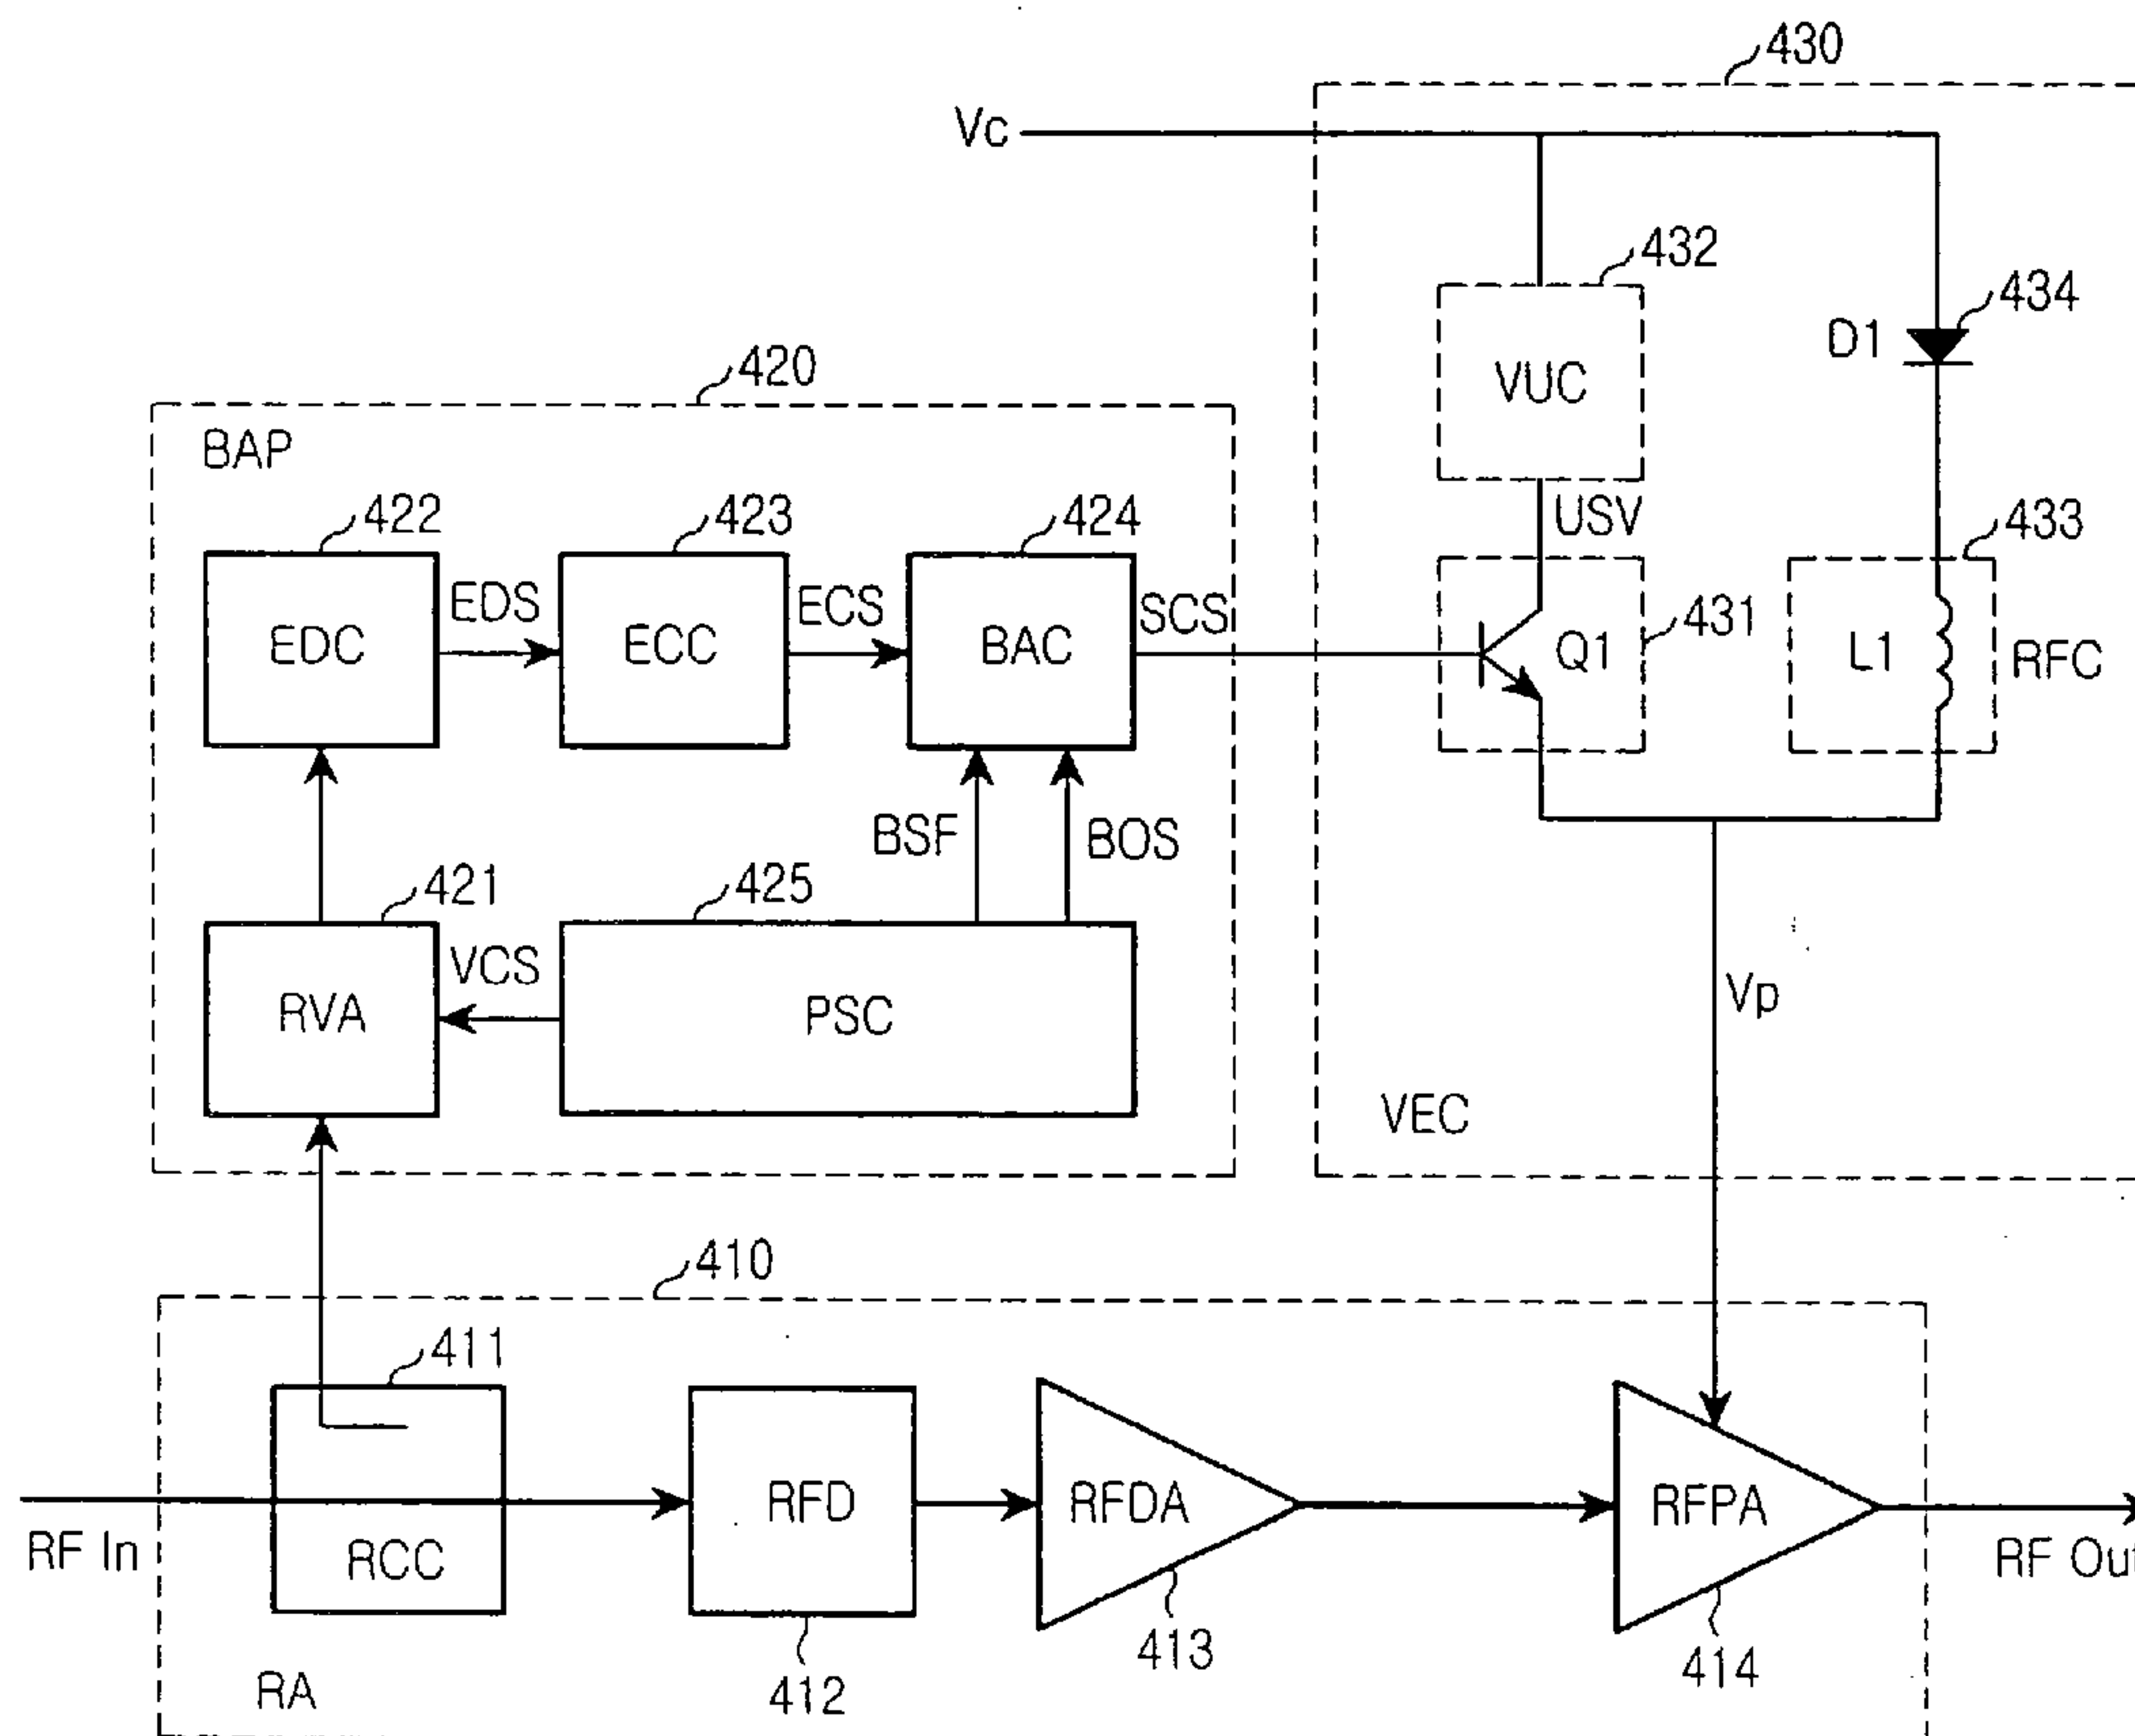 430
Vc
432
434
D1
VUC
420
BAP
USV
422
423
424
433
EDS
ECS
SCS
431
EDC
ECC
BAC
Q1
L1
RFC
BSF
BOS
421
425
VCS
Vp
RVA
PSC
VEC
410
411
RFD
RFDA
RFPA
RF In
RCC
RF Out
413
414
412
RA